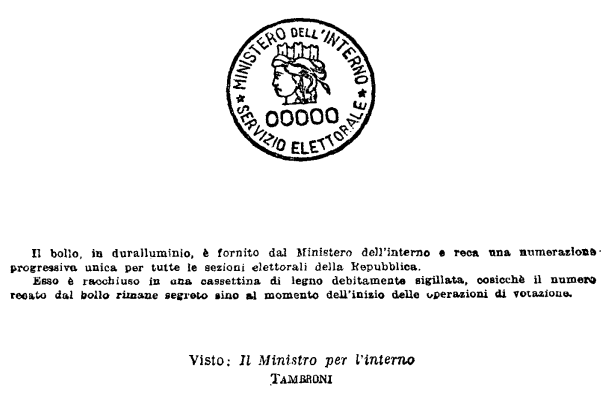 MINISTERO DELL'INTERNO
00000
★ SERVIZIO ELETTORALE ★
Il bollo, in duralluminio, è fornito dal Ministero dell'interno e reca una numerazione
progressiva unica per tutte le sezioni elettorali della Repubblica.
Esso è racchiuso in una cassettina di legno debitamente sigillata, cosicchè il numero
recato dal bollo rimane segreto sino al momento dell'inizio delle operazioni di votazione.
Visto: Il Ministro per l'interno
TAMBRONI